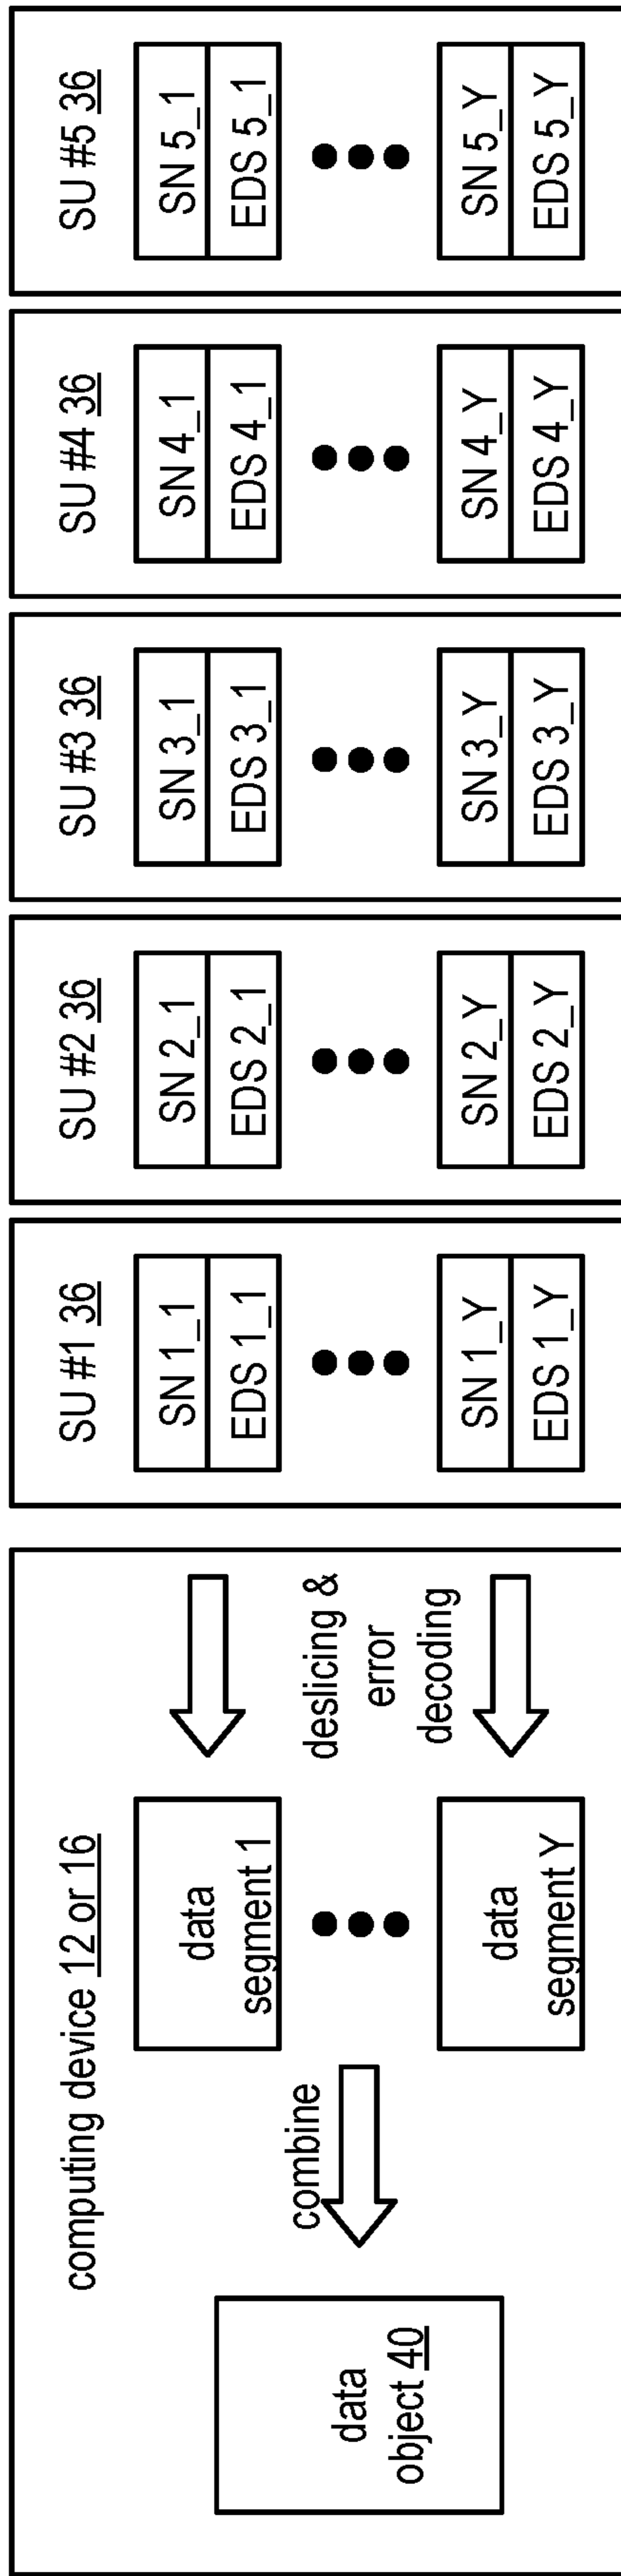 computing device 12 or 16
data
object 40
combine
data
segment 1
data
segment Y
deslicing &
error
decoding
SU #1 36
SN 1_1
EDS 1_1
SN 1_Y
EDS 1_Y
SU #2 36
SN 2_1
EDS 2_1
SN 2_Y
EDS 2_Y
SU #3 36
SN 3_1
EDS 3_1
SN 3_Y
EDS 3_Y
SU #4 36
SN 4_1
EDS 4_1
SN 4_Y
EDS 4_Y
SU #5 36
SN 5_1
EDS 5_1
SN 5_Y
EDS 5_Y